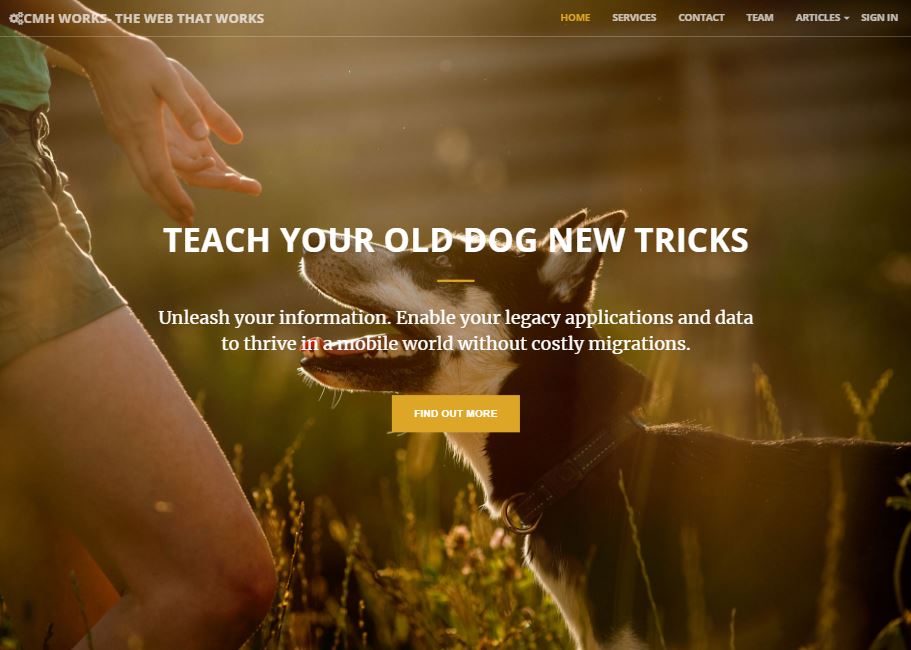 CMH WORKS- THE WEB THAT WORKS
HOME SERVICES CONTACT TEAM ARTICLES SIGN IN
TEACH YOUR OLD DOG NEW TRICKS
Unleash your information. Enable your legacy applications and data
to thrive in a mobile world without costly migrations.
FIND OUT MORE